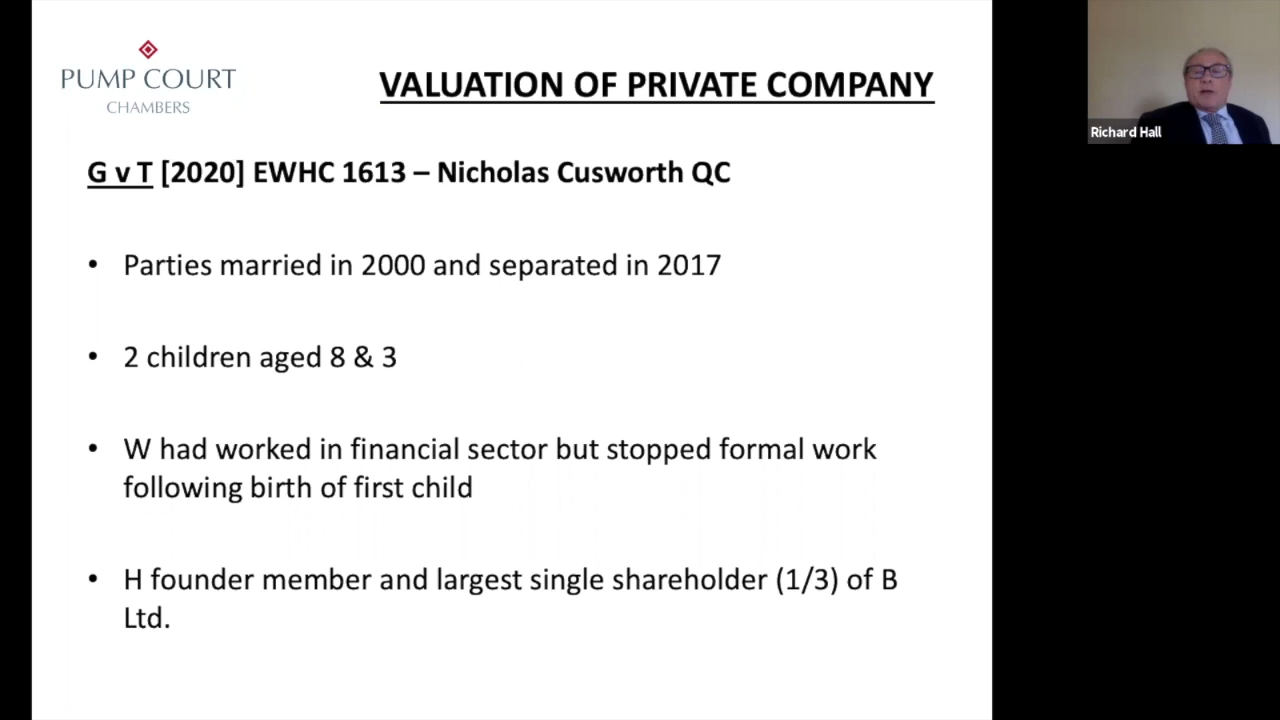 PUMP COURT
CHAMBERS
VALUATION OF PRIVATE COMPANY
Richard Hall
G v T [2020] EWHC 1613 – Nicholas Cusworth QC
• Parties married in 2000 and separated in 2017
• 2 children aged 8 & 3
• W had worked in financial sector but stopped formal work
following birth of first child
• H founder member and largest single shareholder (1/3) of B
Ltd.